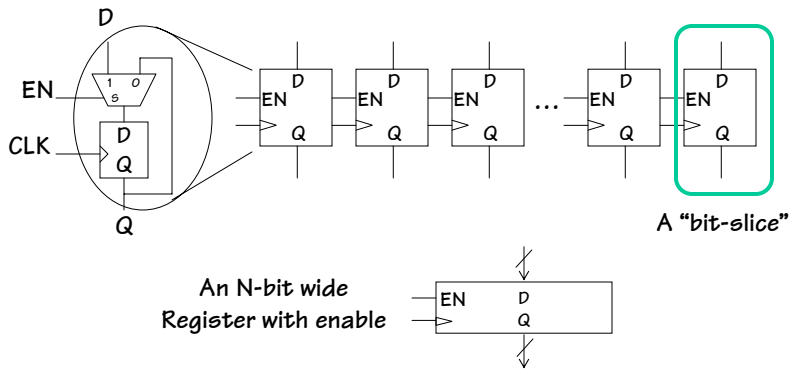 D
1 0
S
EN
D
CLK
Q
Q
D
EN
Q
D
EN
Q
D
EN
Q
...
D
EN
Q
D
EN
Q
A “bit-slice”
An N-bit wide
Register with enable
EN
D
Q